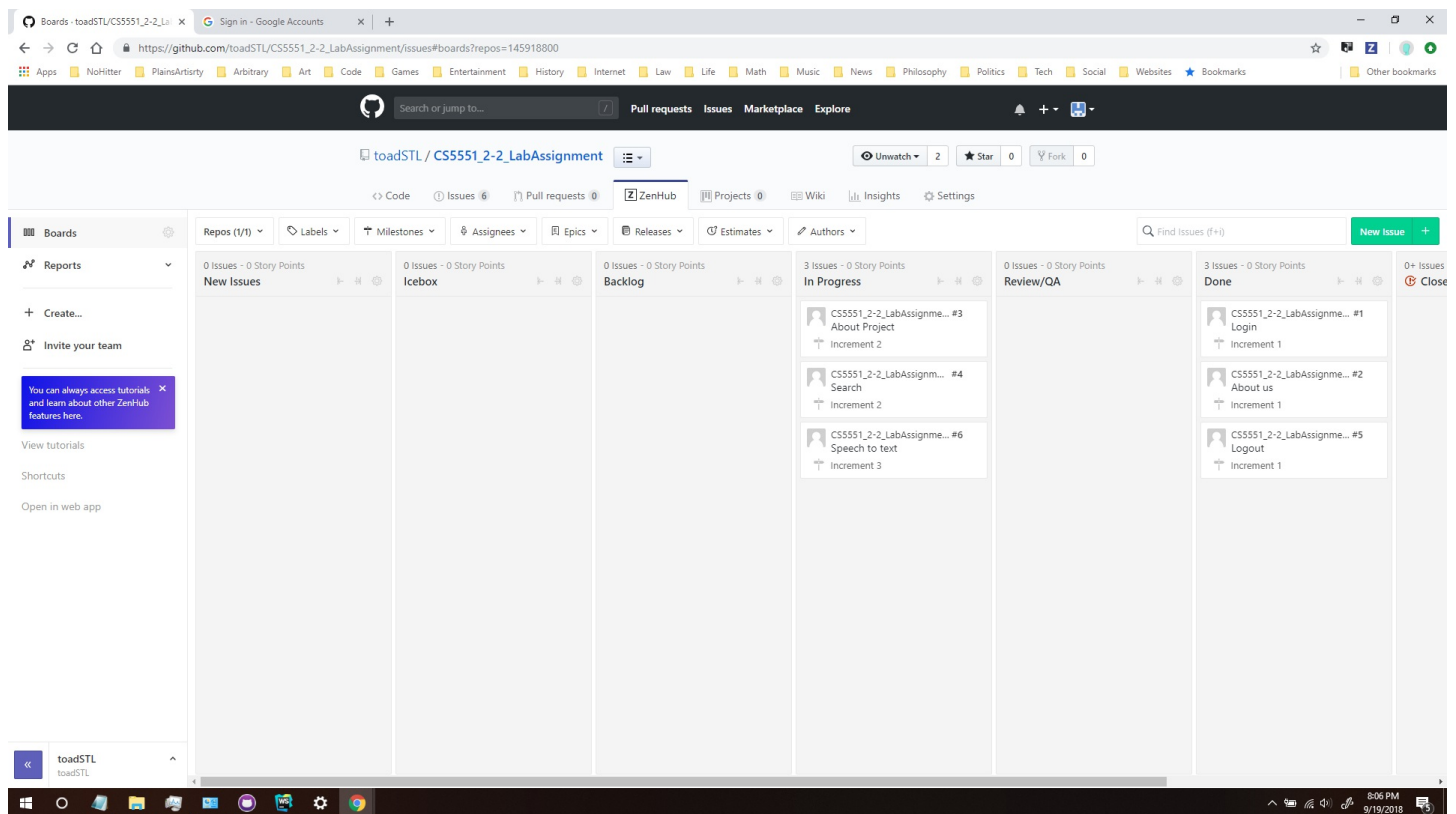 Boards · toadSTL/CS5551_2-2_La
Sign in - Google Accounts
https://github.com/toadSTL/CS5551_2-2_LabAssignment/issues#boards?repos=145918800
Apps NoHitter PlainsArtisrty Arbitrary Art Code Games Entertainment History Internet Law Life Math Music News Philosophy Politics Tech Social Websites Bookmarks Other bookmarks
Search or jump to... / Pull requests Issues Marketplace Explore
toadSTL / CS5551_2-2_LabAssignment Unwatch 2 Star 0 Fork 0
Code Issues 6 Pull requests 0 Z ZenHub Projects 0 Wiki Insights Settings
Boards
Repos (1/1) Labels Milestones Assignees Epics Releases Estimates Authors Find Issues (f+i) New Issue +
Reports
Create...
Invite your team
You can always access tutorials
and learn about other ZenHub
features here.
View tutorials
Shortcuts
Open in web app
0 Issues - 0 Story Points
New Issues
0 Issues - 0 Story Points
Icebox
0 Issues - 0 Story Points
Backlog
3 Issues - 0 Story Points
In Progress
CS5551_2-2_LabAssignme... #3
About Project
Increment 2
CS5551_2-2_LabAssignm... #4
Search
Increment 2
CS5551_2-2_LabAssignme... #6
Speech to text
Increment 3
0 Issues - 0 Story Points
Review/QA
3 Issues - 0 Story Points
Done
CS5551_2-2_LabAssignme... #1
Login
Increment 1
CS5551_2-2_LabAssignme... #2
About us
Increment 1
CS5551_2-2_LabAssignme... #5
Logout
Increment 1
0+ Issues
Close
toadSTL
toadSTL
8:06 PM
9/19/2018